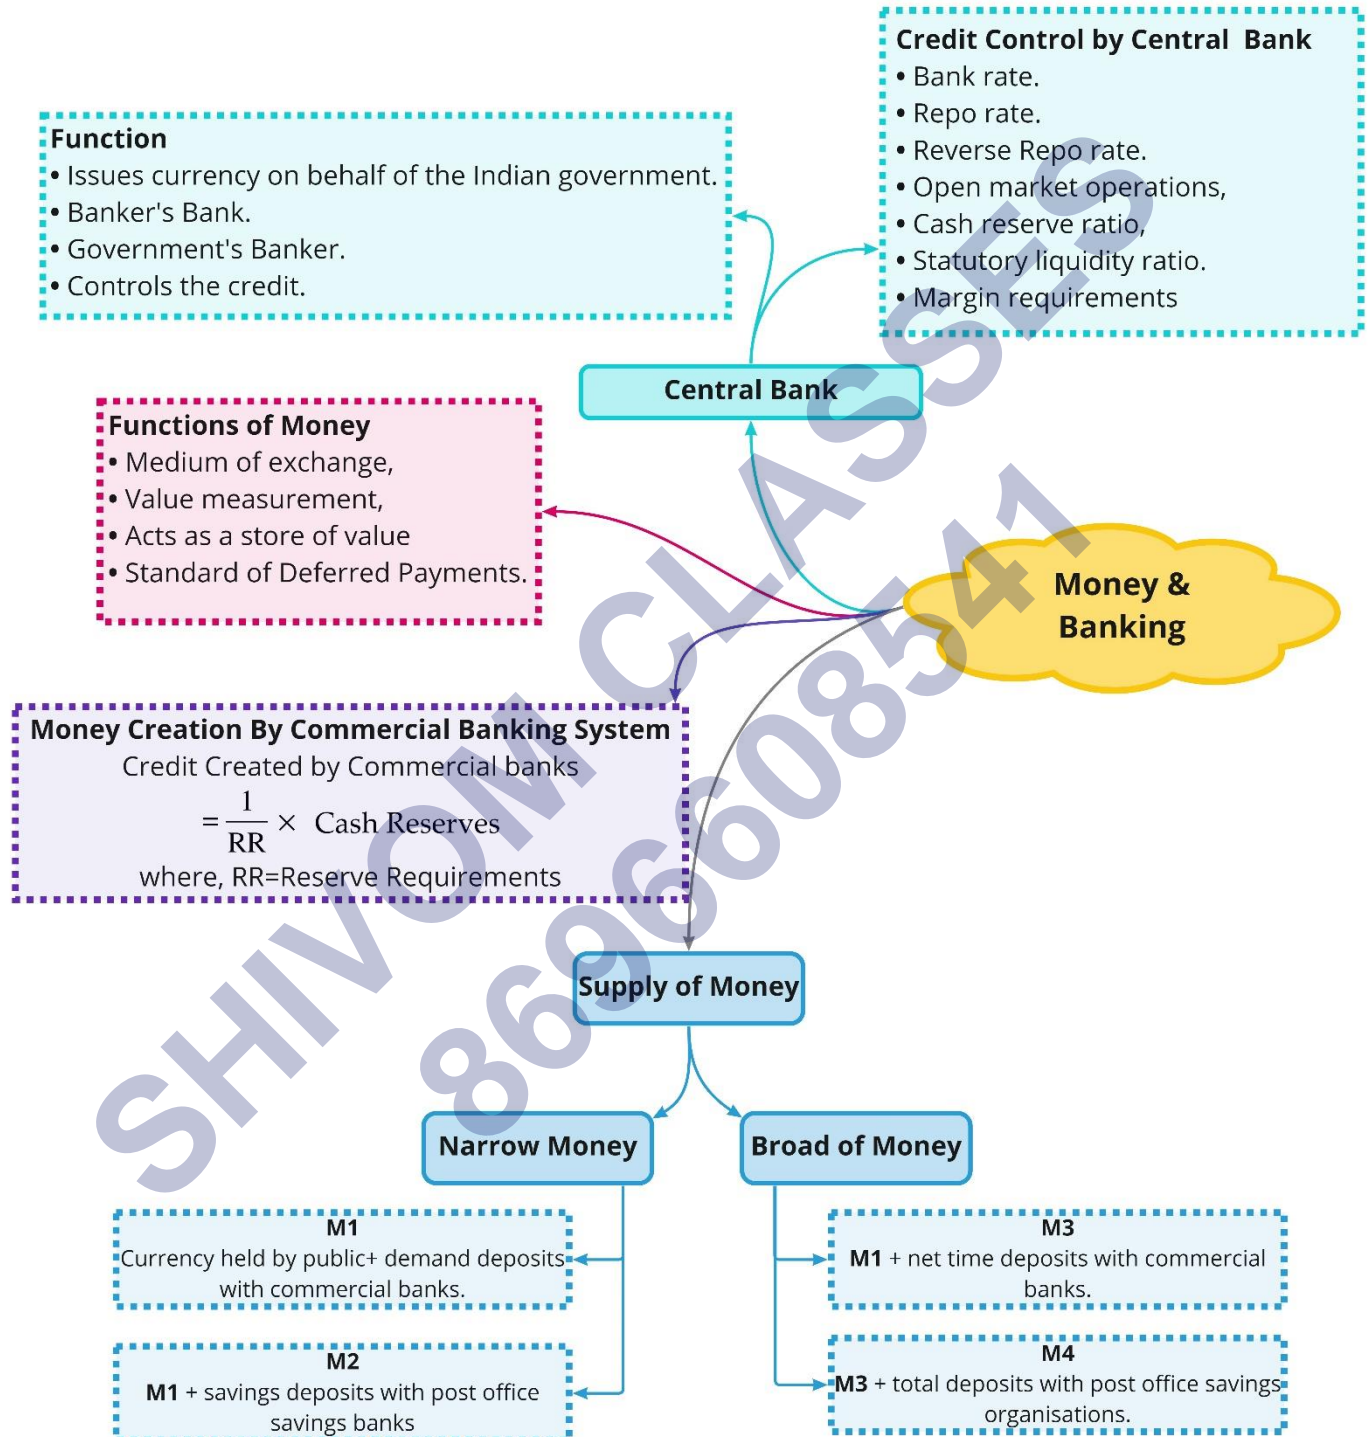 Credit Control by Central Bank
• Bank rate.
• Repo rate.
• Reverse Repo rate.
• Open market operations,
• Cash reserve ratio,
• Statutory liquidity ratio.
• Margin requirements
Function
• Issues currency on behalf of the Indian government.
• Banker's Bank.
• Government's Banker.
• Controls the credit.
Central Bank
Functions of Money
• Medium of exchange,
• Value measurement,
• Acts as a store of value
• Standard of Deferred Payments.
Money &
Banking
Money Creation By Commercial Banking System
Credit Created by Commercial banks
= 1/RR × Cash Reserves
where, RR=Reserve Requirements
Supply of Money
Narrow Money
Broad of Money
M1
Currency held by public+ demand deposits
with commercial banks.
M2
M1 + savings deposits with post office
savings banks
M3
M1 + net time deposits with commercial
banks.
M4
M3 + total deposits with post office savings
organisations.
SHIVOM CLASSES
8696608541